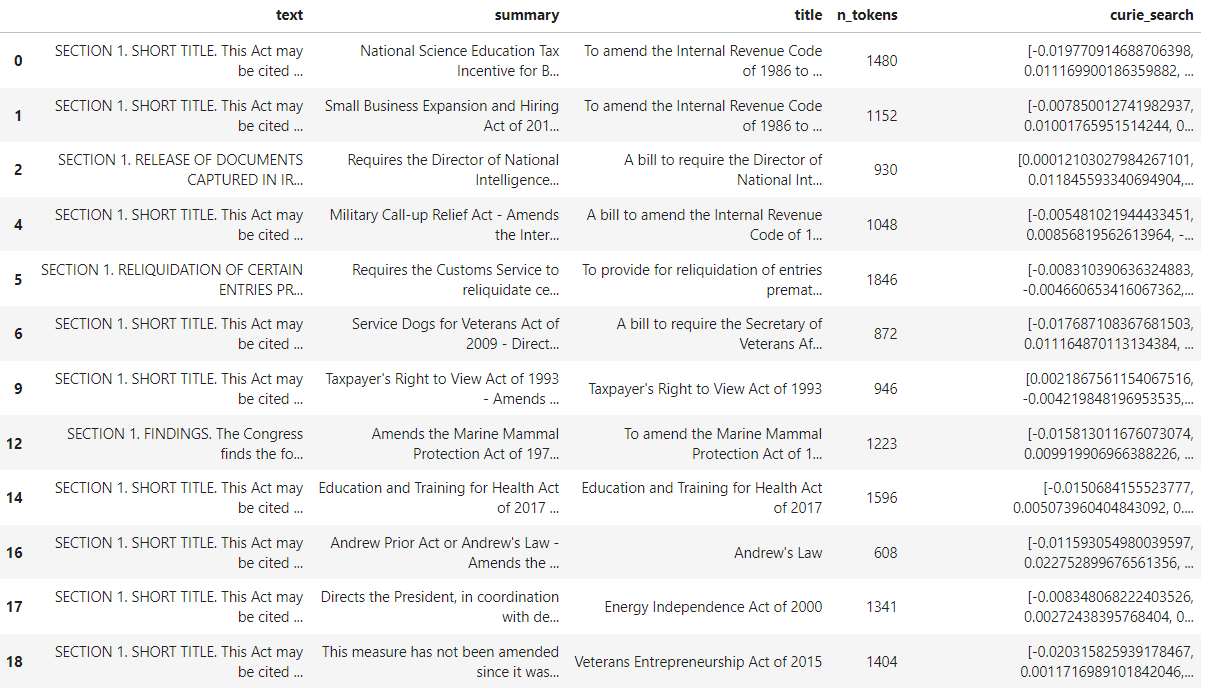 text summary title n_tokens curie_search
0 SECTION 1. SHORT TITLE. This Act may National Science Education Tax To amend the Internal Revenue Code 1480 [-0.019770914688706398,
be cited ... Incentive for B... of 1986 to ... 0.011169900186359882, ...
1 SECTION 1. SHORT TITLE. This Act may Small Business Expansion and Hiring To amend the Internal Revenue Code 1152 [-0.007850012741982937,
be cited ... Act of 201... of 1986 to ... 0.01001765951514244, 0...
2 SECTION 1. RELEASE OF DOCUMENTS Requires the Director of National A bill to require the Director of 930 [0.00012103027984267101,
CAPTURED IN IR... Intelligence... National Int... 0.011845593340694904,...
4 SECTION 1. SHORT TITLE. This Act may Military Call-up Relief Act - Amends A bill to amend the Internal Revenue 1048 [-0.005481021944433451,
be cited ... the Inter... Code of 1... 0.00856819562613964, -...
5 SECTION 1. RELIQUIDATION OF CERTAIN Requires the Customs Service to To provide for reliquidation of entries 1846 [-0.008310390636324883,
ENTRIES PR... reliquidate ce... premat... -0.004660653416067362,...
6 SECTION 1. SHORT TITLE. This Act may Service Dogs for Veterans Act of A bill to require the Secretary of 872 [-0.017687108367681503,
be cited ... 2009 - Direct... Veterans Af... 0.011164870113134384, ...
9 SECTION 1. SHORT TITLE. This Act may Taxpayer's Right to View Act of 1993 Taxpayer's Right to View Act of 1993 946 [0.0021867561154067516,
be cited ... - Amends ... -0.004219848196953535,...
12 SECTION 1. FINDINGS. The Congress Amends the Marine Mammal To amend the Marine Mammal 1223 [-0.015813011676073074,
finds the fo... Protection Act of 197... Protection Act of 1... 0.009919906966388226, ...
14 SECTION 1. SHORT TITLE. This Act may Education and Training for Health Act Education and Training for Health Act 1596 [-0.0150684155523777,
be cited ... of 2017 ... of 2017 0.005073960404843092, 0....
16 SECTION 1. SHORT TITLE. This Act may Andrew Prior Act or Andrew's Law - Andrew's Law 608 [-0.011593054980039597,
be cited ... Amends the ... 0.022752899676561356, ...
17 SECTION 1. SHORT TITLE. This Act may Directs the President, in coordination Energy Independence Act of 2000 1341 [-0.008348068222403526,
be cited ... with de... 0.00272438395768404, 0...
18 SECTION 1. SHORT TITLE. This Act may This measure has not been amended Veterans Entrepreneurship Act of 2015 1404 [-0.020315825939178467,
be cited ... since it was... 0.0011716989101842046,...